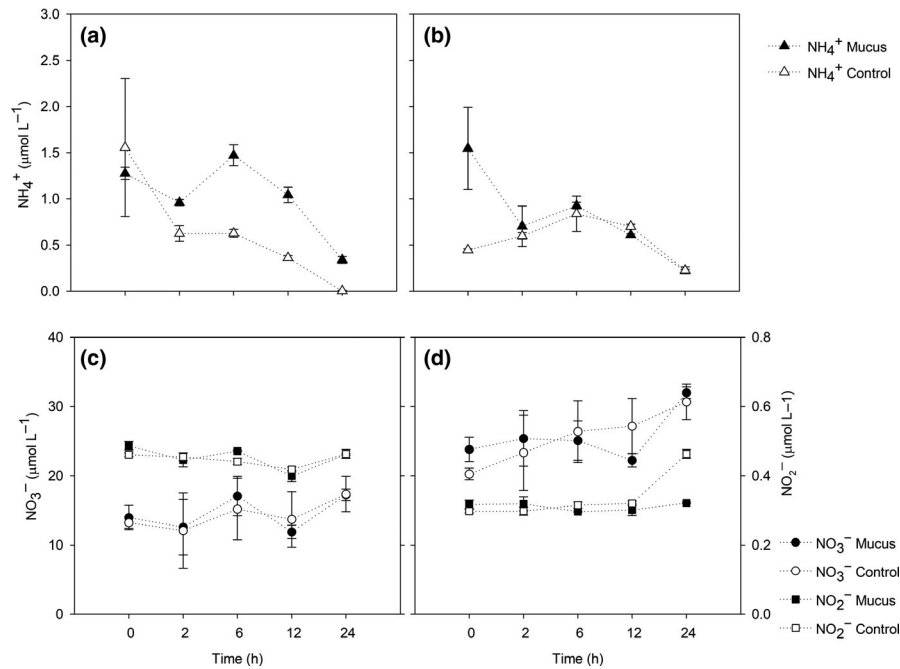 (a)
(b)
NH₄⁺ Mucus
NH₄⁺ Control
3.0
2.5
2.0
1.5
1.0
0.5
0.0
NH₄⁺ (μmol L⁻¹)
(c)
(d)
40
30
20
10
0
NO₃⁻ (μmol L⁻¹)
0.8
0.6
0.4
0.2
0.0
NO₂⁻ (μmol L–1)
NO₃⁻ Mucus
NO₃⁻ Control
NO₂⁻ Mucus
NO₂⁻ Control
0 2 6 12 24
0 2 6 12 24
Time (h)
Time (h)